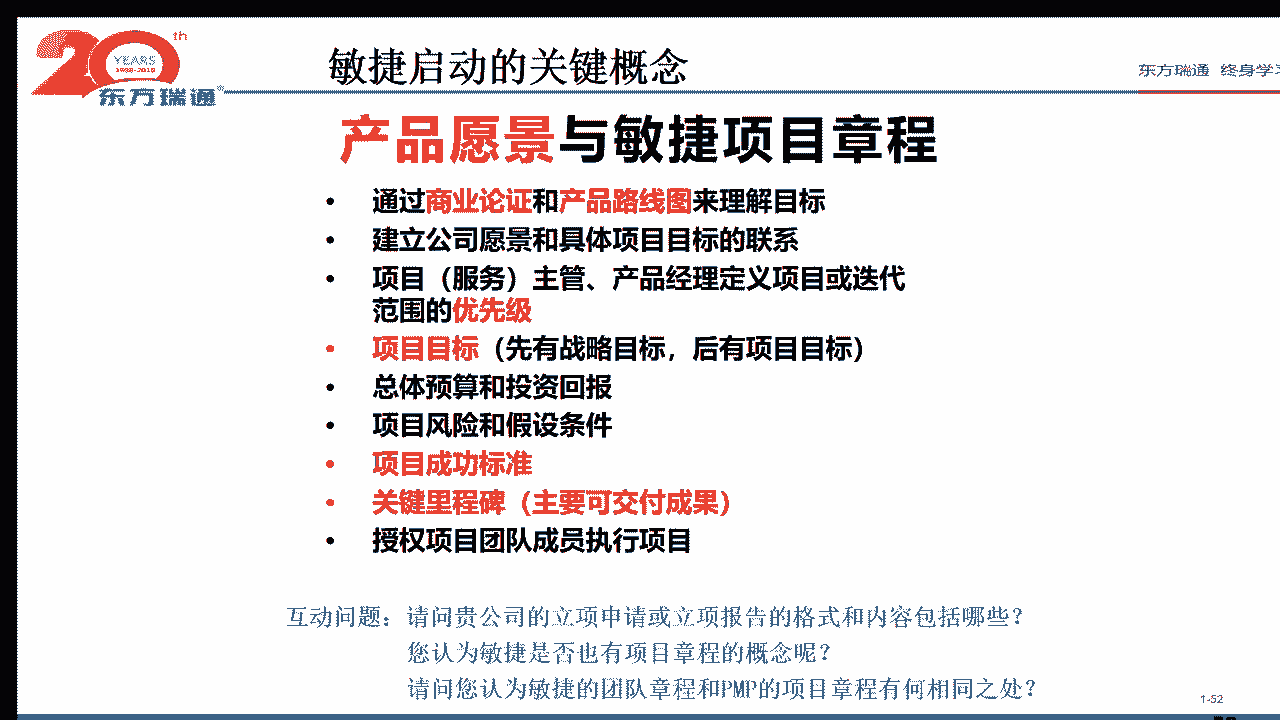 20th
YEARS
1998-2018
东方瑞通®
敏捷启动的关键概念
东方瑞通 终身学习
产品愿景与敏捷项目章程
• 通过商业论证和产品路线图来理解目标
• 建立公司愿景和具体项目目标的联系
• 项目（服务）主管、产品经理定义项目或迭代
范围的优先级
• 项目目标（先有战略目标，后有项目目标）
• 总体预算和投资回报
• 项目风险和假设条件
• 项目成功标准
• 关键里程碑（主要可交付成果）
• 授权项目团队成员执行项目
互动问题：请问贵公司的立项申请或立项报告的格式和内容包括哪些？
您认为敏捷是否也有项目章程的概念呢？
请问您认为敏捷的团队章程和PMP的项目章程有何相同之处？
1-52